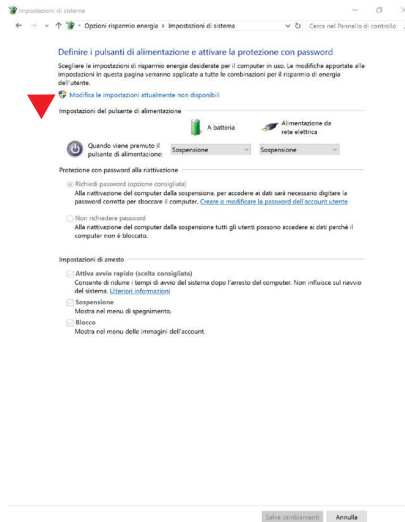 Impostazioni di sistema
Opzioni risparmio energia > Impostazioni di sistema
Cerca nel Pannello di controllo
Definire i pulsanti di alimentazione e attivare la protezione con password
Scegliere le impostazioni di risparmio energia desiderate per il computer in uso. Le modifiche apportate alle
impostazioni in questa pagina verranno applicate a tutte le combinazioni per il risparmio di energia
dell'utente.
Modifica le impostazioni attualmente non disponibili
Impostazioni del pulsante di alimentazione
A batteria
Alimentazione da
rete elettrica
Quando viene premuto il
pulsante di alimentazione:
Sospensione
Sospensione
Protezione con password alla riattivazione
Richiedi password (opzione consigliata)
Alla riattivazione del computer dalla sospensione, per accedere ai dati sarà necessario digitare la
password corretta per sbloccare il computer. Creare o modificare la password dell'account utente
Non richiedere password
Alla riattivazione del computer dalla sospensione tutti gli utenti possono accedere ai dati perché il
computer non è bloccato.
Impostazioni di arresto
Attiva avvio rapido (scelta consigliata)
Consente di ridurre i tempi di avvio del sistema dopo l'arresto del computer. Non influisce sul riavvio
del sistema. Ulteriori informazioni
Sospensione
Mostra nel menu di spegnimento.
Blocco
Mostra nel menu delle immagini dell'account.
Salva cambiamenti
Annulla